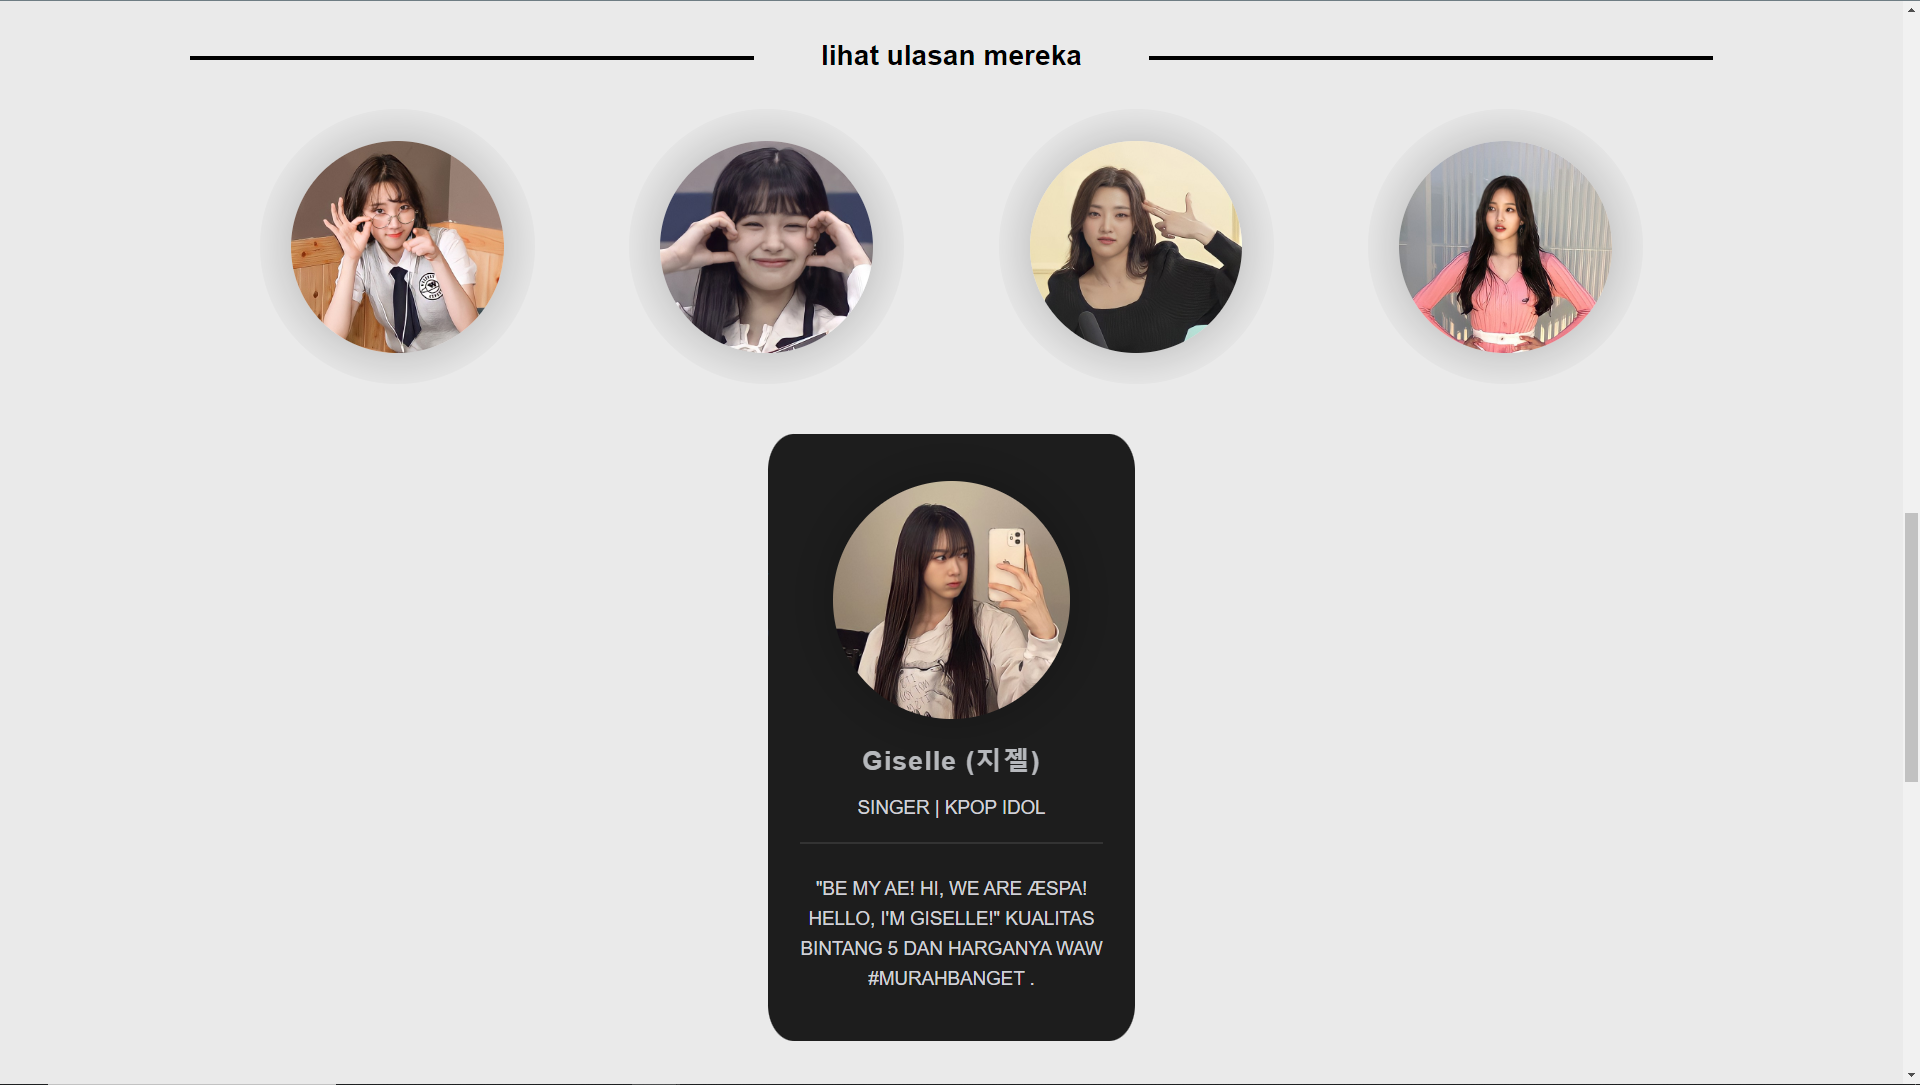 lihat ulasan mereka
Giselle (지젤)
SINGER | KPOP IDOL
"BE MY AE! HI, WE ARE ÆSPA!
HELLO, I'M GISELLE!" KUALITAS
BINTANG 5 DAN HARGANYA WAW
#MURAHBANGET .